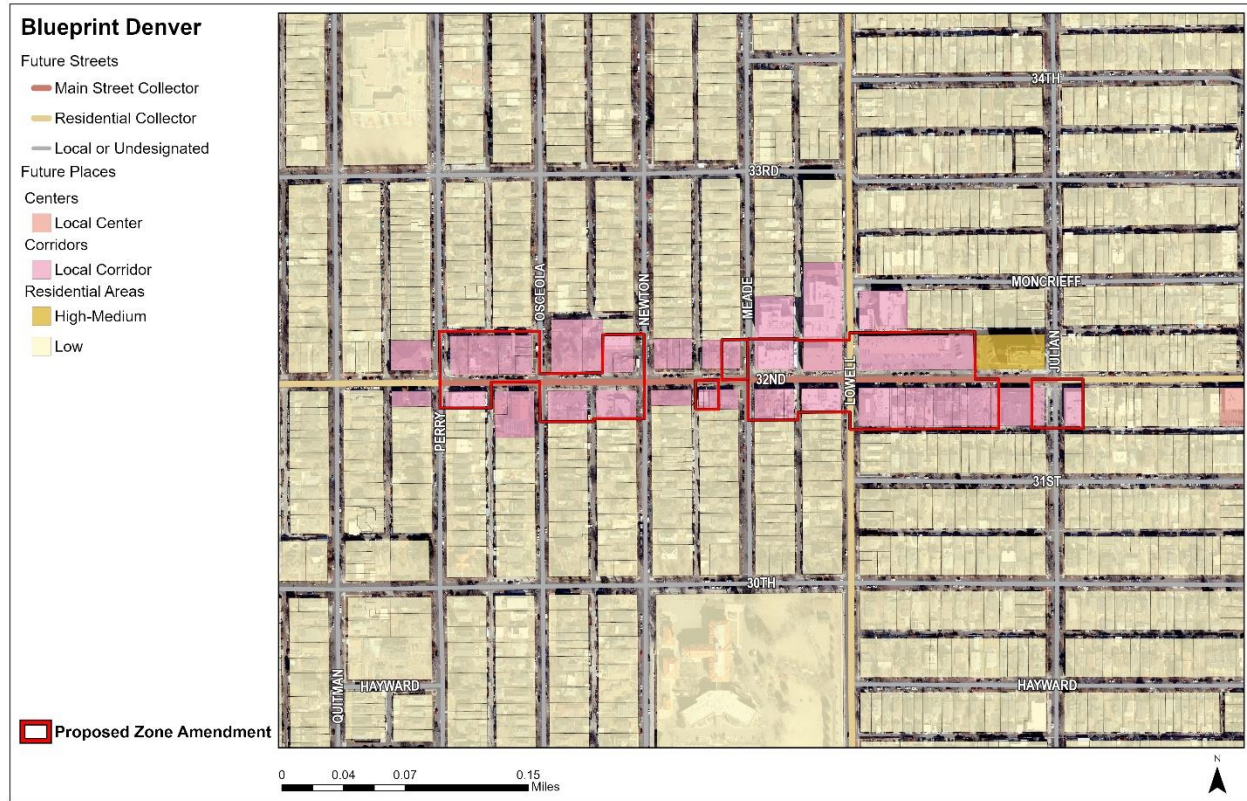 Blueprint Denver
Future Streets
Main Street Collector
Residential Collector
Local or Undesignated
Future Places
Centers
Local Center
Corridors
Local Corridor
Residential Areas
High-Medium
Low
34TH
33RD
OSCEOLA
NEWTON
MEADE
MONCRIEFF
LOWELL
JULIAN
32ND
PERRY
31ST
30TH
QUITMAN
HAYWARD
HAYWARD
Proposed Zone Amendment
0 0.04 0.07 0.15
Miles
N